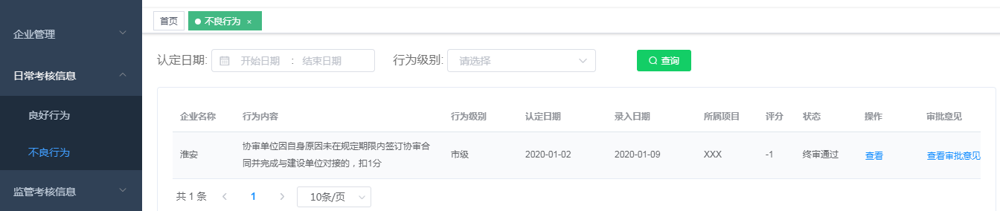 首页 不良行为 ×
企业管理
日常考核信息
良好行为
不良行为
监管考核信息
认定日期: 开始日期 : 结束日期 行为级别: 请选择 查询
企业名称 行为内容 行为级别 认定日期 录入日期 所属项目 评分 状态 操作 审批意见
淮安 协审单位因自身原因未在规定期限内签订协审合 市级 2020-01-02 2020-01-09 XXX -1 终审通过 查看 查看审批意见
同并完成与建设单位对接的，扣1分
共 1 条 1 10条/页